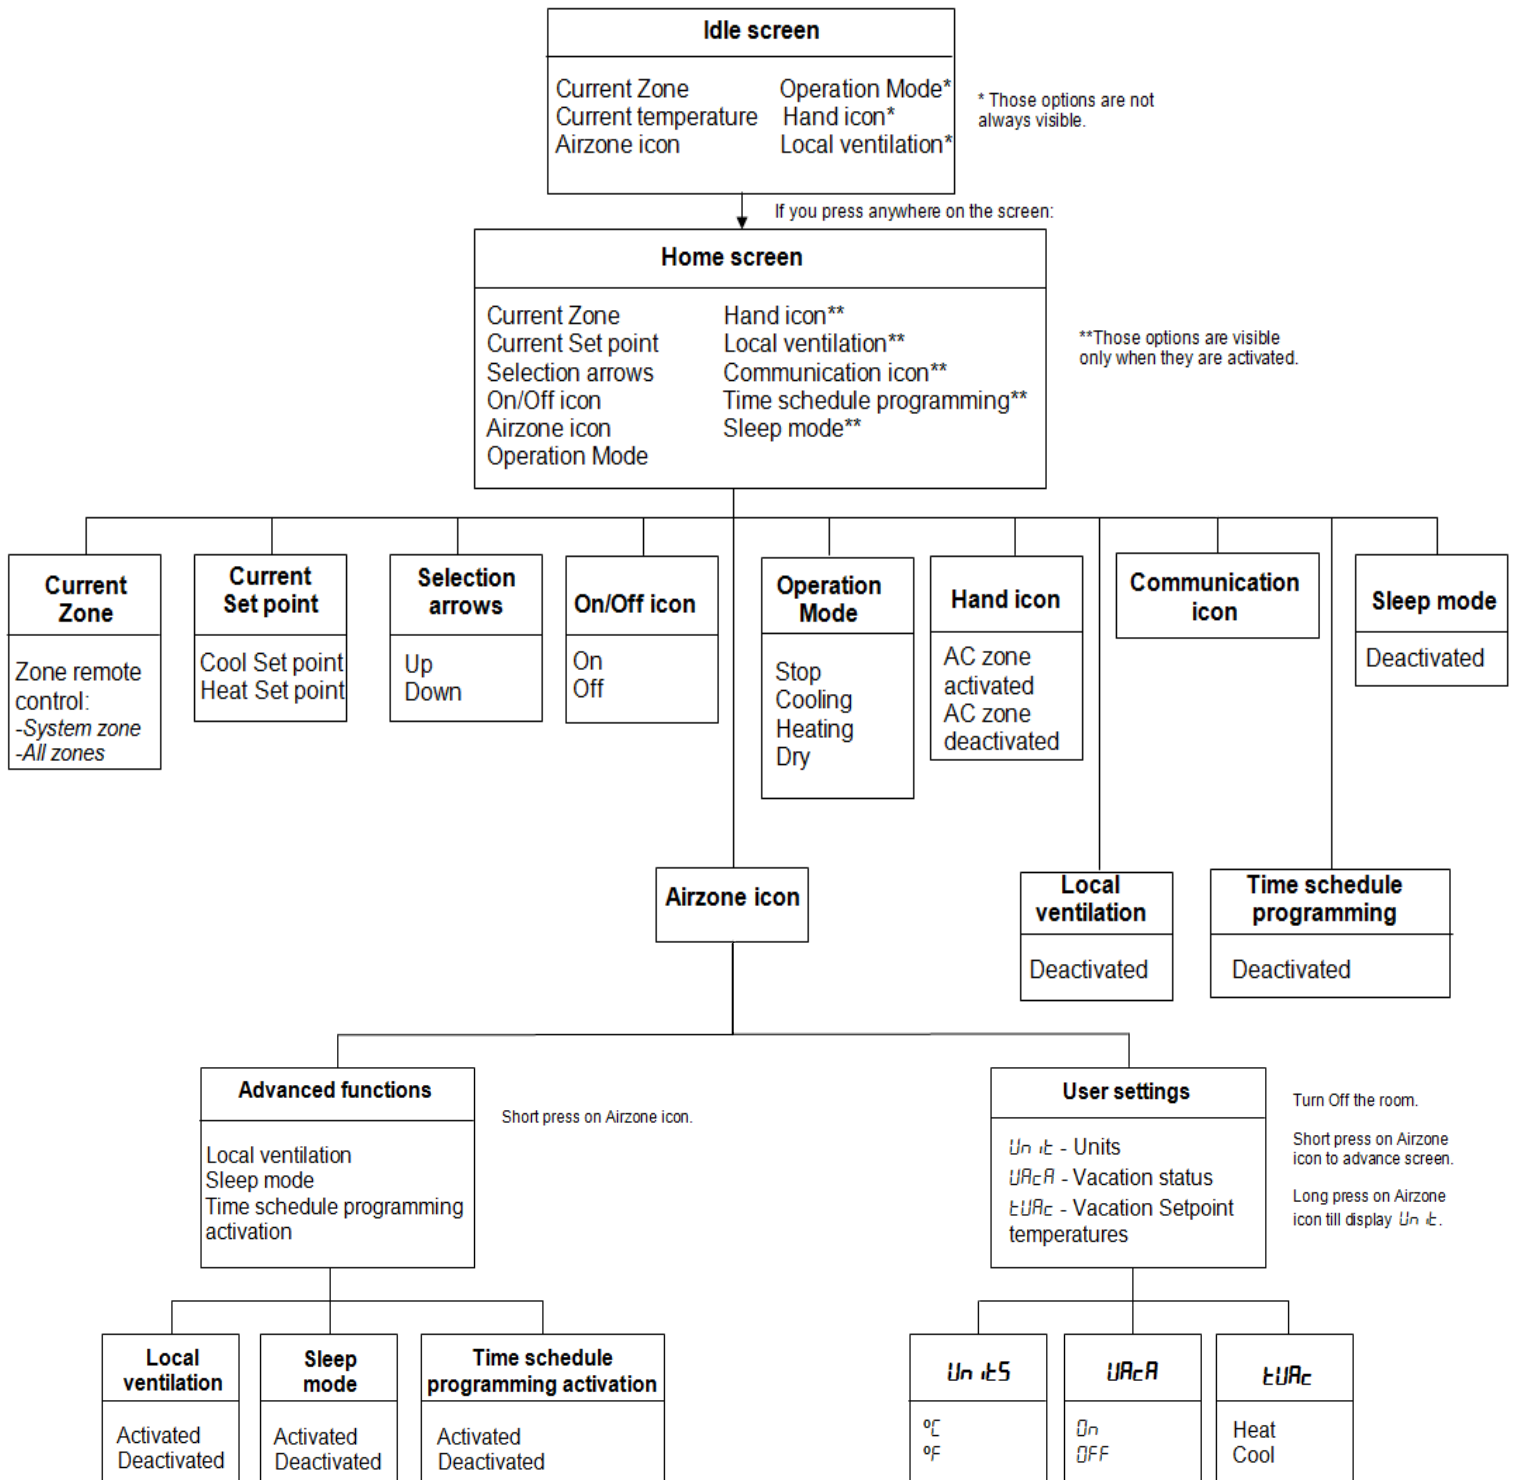 Idle screen
Current Zone Operation Mode*
Current temperature Hand icon*
Airzone icon Local ventilation*
* Those options are not
always visible.
If you press anywhere on the screen:
Home screen
Current Zone Hand icon**
Current Set point Local ventilation**
Selection arrows Communication icon**
On/Off icon Time schedule programming**
Airzone icon Sleep mode**
Operation Mode
**Those options are visible
only when they are activated.
Current
Zone
Zone remote
control:
-System zone
-All zones
Current
Set point
Cool Set point
Heat Set point
Selection
arrows
Up
Down
On/Off icon
On
Off
Operation
Mode
Stop
Cooling
Heating
Dry
Hand icon
AC zone
activated
AC zone
deactivated
Communication
icon
Sleep mode
Deactivated
Airzone icon
Local
ventilation
Deactivated
Time schedule
programming
Deactivated
Advanced functions
Local ventilation
Sleep mode
Time schedule programming
activation
Short press on Airzone icon.
User settings
Unit - Units
VAcA - Vacation status
tVAc - Vacation Setpoint
temperatures
Turn Off the room.
Short press on Airzone
icon to advance screen.
Long press on Airzone
icon till display Unit.
Local
ventilation
Activated
Deactivated
Sleep
mode
Activated
Deactivated
Time schedule
programming activation
Activated
Deactivated
UnitS
ºC
ºF
VAcA
On
OFF
tVAc
Heat
Cool